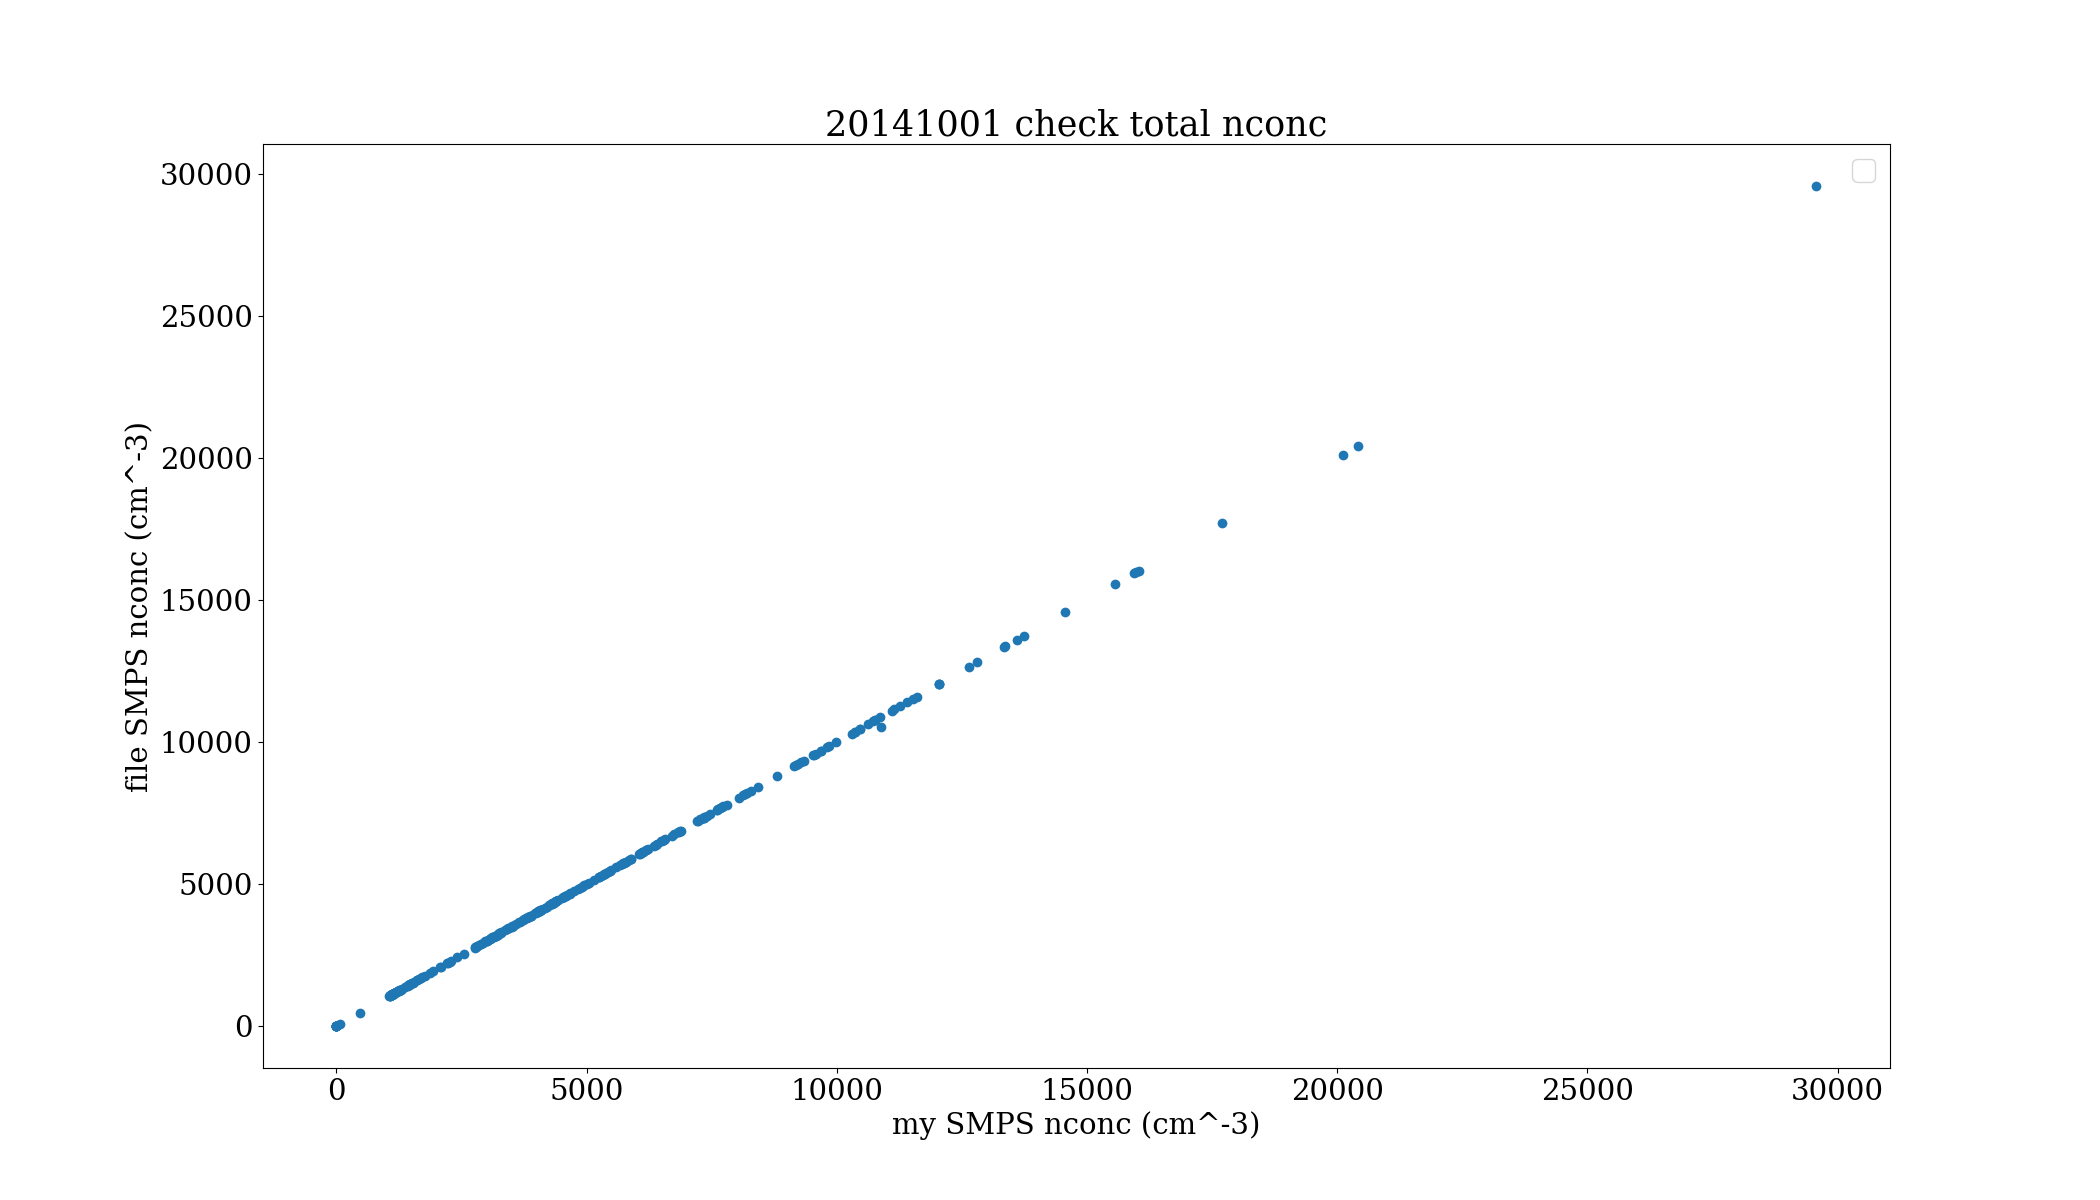 20141001 check total nconc
30000
25000
20000
15000
10000
5000
0
file SMPS nconc (cm^-3)
0 5000 10000 15000 20000 25000 30000
my SMPS nconc (cm^-3)